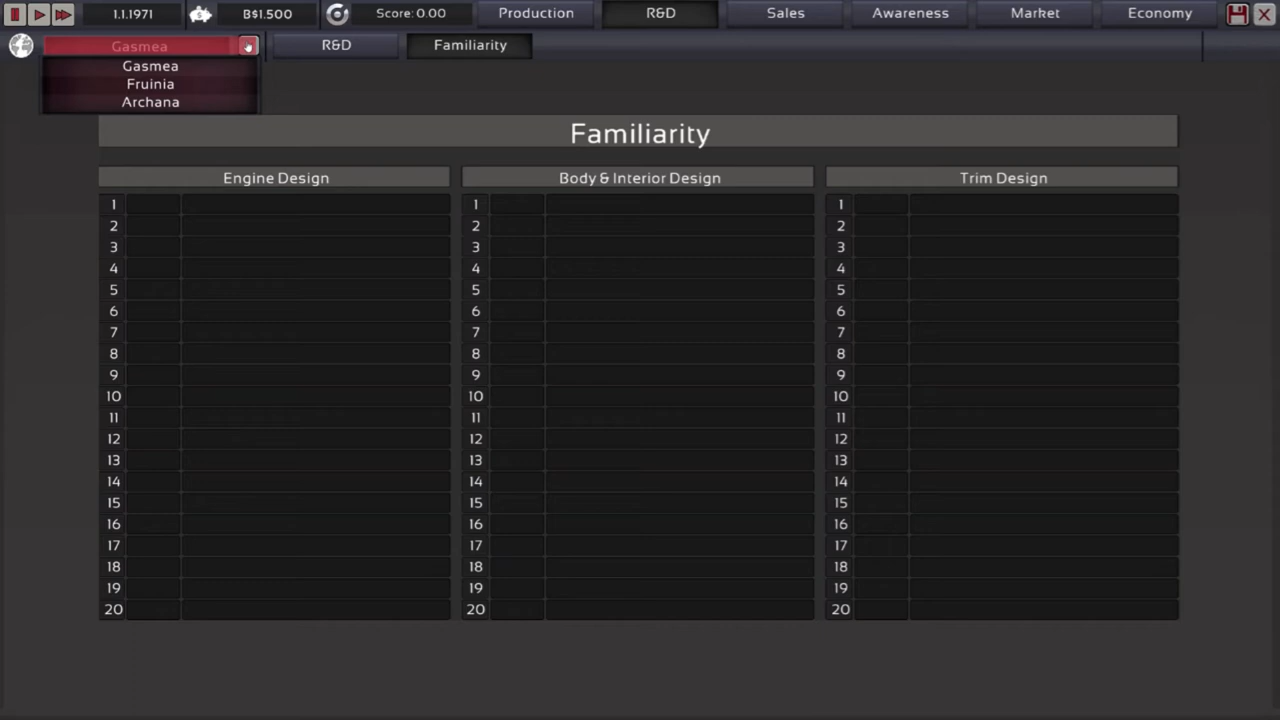 1.1.1971 B$1.500 Score: 0.00 Production R&D Sales Awareness Market Economy
Gasmea R&D Familiarity
Gasmea
Fruinia
Archana
Familiarity
Engine Design Body & Interior Design Trim Design
1 1 1
2 2 2
3 3 3
4 4 4
5 5 5
6 6 6
7 7 7
8 8 8
9 9 9
10 10 10
11 11 11
12 12 12
13 13 13
14 14 14
15 15 15
16 16 16
17 17 17
18 18 18
19 19 19
20 20 20